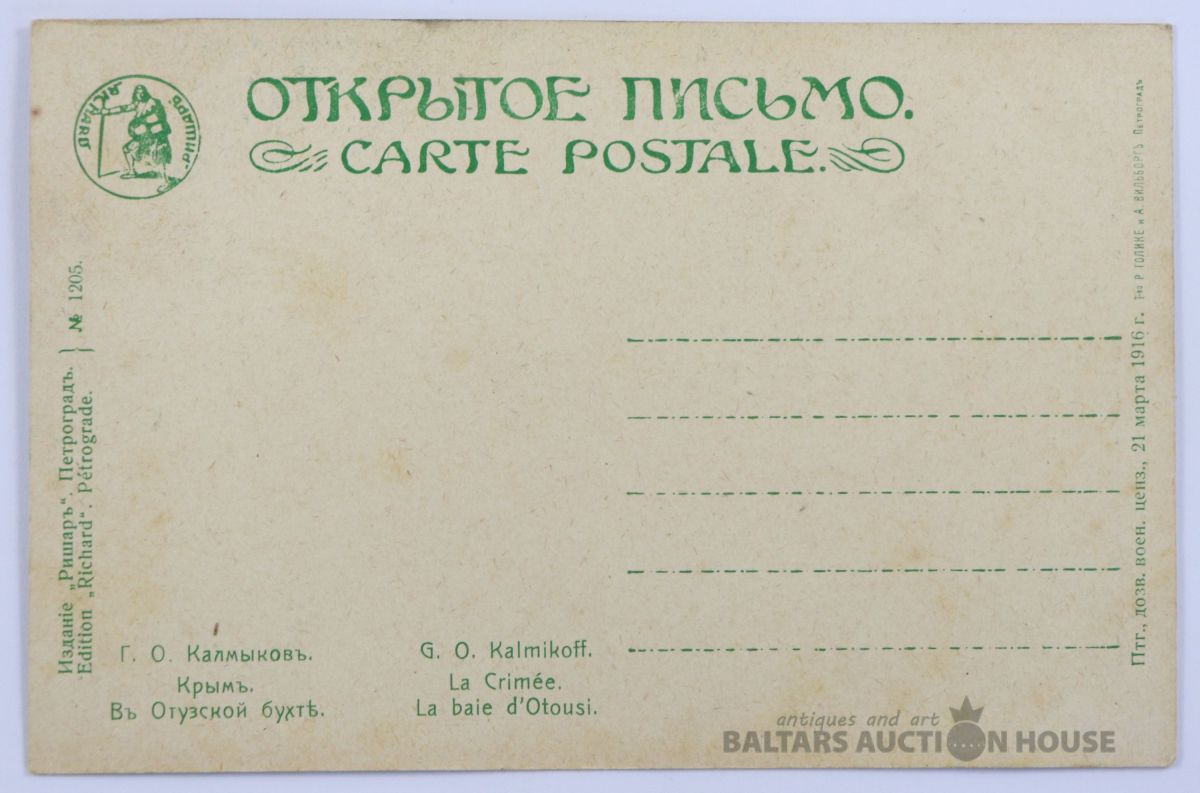 ОТКРЫТОЕ ПИСЬМО.
CARTE POSTALE.
РИШАРЪ. RICHARD
Изданіе „Ришаръ“. Петроградъ.
Edition „Richard“. Pétrograde.
№ 1205.
Г. О. Калмыковъ.
Крымъ.
Въ Отузской бухтѣ.
G. O. Kalmikoff.
La Crimée.
La baie d'Otousi.
Птг., дозв. воен. ценз., 21 марта 1916 г. Т-во Р. ГОЛИКЕ и А. ВИЛЬБОРГЪ. ПЕТРОГРАДЪ
antiques and art
BALTARS AUCTION HOUSE